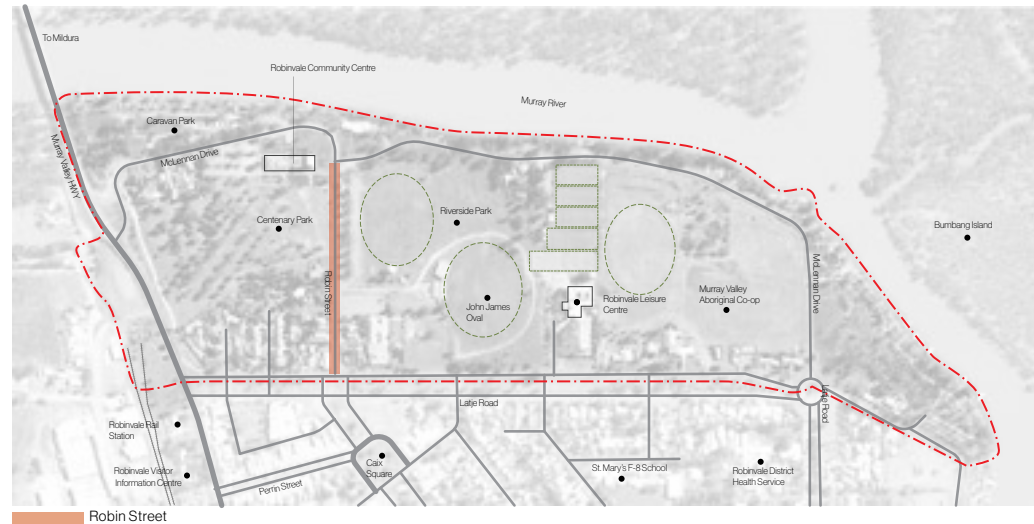 To Mildura
Robinvale Community Centre
Murray River
Caravan Park
McLennan Drive
Murray Valley HWY
Centenary Park
Riverside Park
Bumbang Island
Robin Street
McLennan Drive
John James
Oval
Robinvale Leisure
Centre
Murray Valley
Aboriginal Co-op
Latje Road
Latje Road
Robinvale Rail
Station
Robinvale Visitor
Information Centre
Perrin Street
Caix
Square
St. Mary's F-8 School
Robinvale District
Health Service
Robin Street